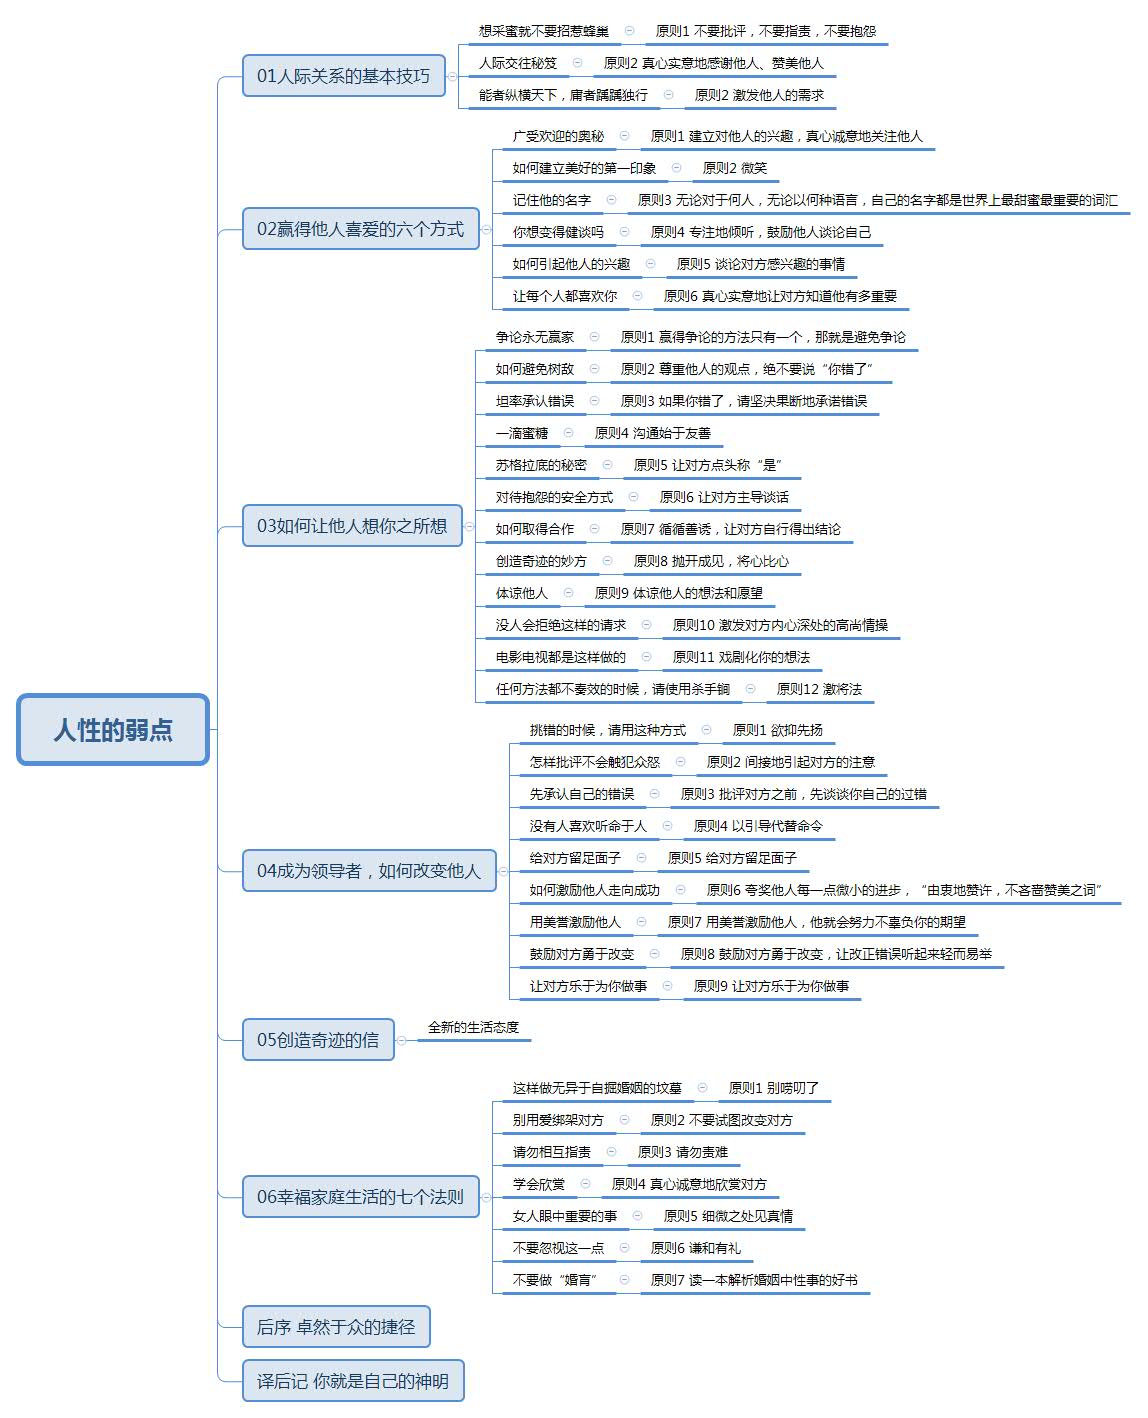 人性的弱点
01人际关系的基本技巧
想采蜜就不要招惹蜂巢
原则1 不要批评，不要指责，不要抱怨
人际交往秘笈
原则2 真心实意地感谢他人、赞美他人
能者纵横天下，庸者踽踽独行
原则2 激发他人的需求
02赢得他人喜爱的六个方式
广受欢迎的奥秘
原则1 建立对他人的兴趣，真心诚意地关注他人
如何建立美好的第一印象
原则2 微笑
记住他的名字
原则3 无论对于何人，无论以何种语言，自己的名字都是世界上最甜蜜最重要的词汇
你想变得健谈吗
原则4 专注地倾听，鼓励他人谈论自己
如何引起他人的兴趣
原则5 谈论对方感兴趣的事情
让每个人都喜欢你
原则6 真心实意地让对方知道他有多重要
03如何让他人想你之所想
争论永无赢家
原则1 赢得争论的方法只有一个，那就是避免争论
如何避免树敌
原则2 尊重他人的观点，绝不要说“你错了”
坦率承认错误
原则3 如果你错了，请坚决果断地承诺错误
一滴蜜糖
原则4 沟通始于友善
苏格拉底的秘密
原则5 让对方点头称“是”
对待抱怨的安全方式
原则6 让对方主导谈话
如何取得合作
原则7 循循善诱，让对方自行得出结论
创造奇迹的妙方
原则8 抛开成见，将心比心
体谅他人
原则9 体谅他人的想法和愿望
没人会拒绝这样的请求
原则10 激发对方内心深处的高尚情操
电影电视都是这样做的
原则11 戏剧化你的想法
任何方法都不奏效的时候，请使用杀手锏
原则12 激将法
04成为领导者，如何改变他人
挑错的时候，请用这种方式
原则1 欲抑先扬
怎样批评不会触犯众怒
原则2 间接地引起对方的注意
先承认自己的错误
原则3 批评对方之前，先谈谈你自己的过错
没有人喜欢听命于人
原则4 以引导代替命令
给对方留足面子
原则5 给对方留足面子
如何激励他人走向成功
原则6 夸奖他人每一点微小的进步，“由衷地赞许，不吝啬赞美之词”
用美誉激励他人
原则7 用美誉激励他人，他就会努力不辜负你的期望
鼓励对方勇于改变
原则8 鼓励对方勇于改变，让改正错误听起来轻而易举
让对方乐于为你做事
原则9 让对方乐于为你做事
05创造奇迹的信
全新的生活态度
06幸福家庭生活的七个法则
这样做无异于自掘婚姻的坟墓
原则1 别唠叨了
别用爱绑架对方
原则2 不要试图改变对方
请勿相互指责
原则3 请勿责难
学会欣赏
原则4 真心诚意地欣赏对方
女人眼中重要的事
原则5 细微之处见真情
不要忽视这一点
原则6 谦和有礼
不要做“婚肓”
原则7 读一本解析婚姻中性事的好书
后序 卓然于众的捷径
译后记 你就是自己的神明